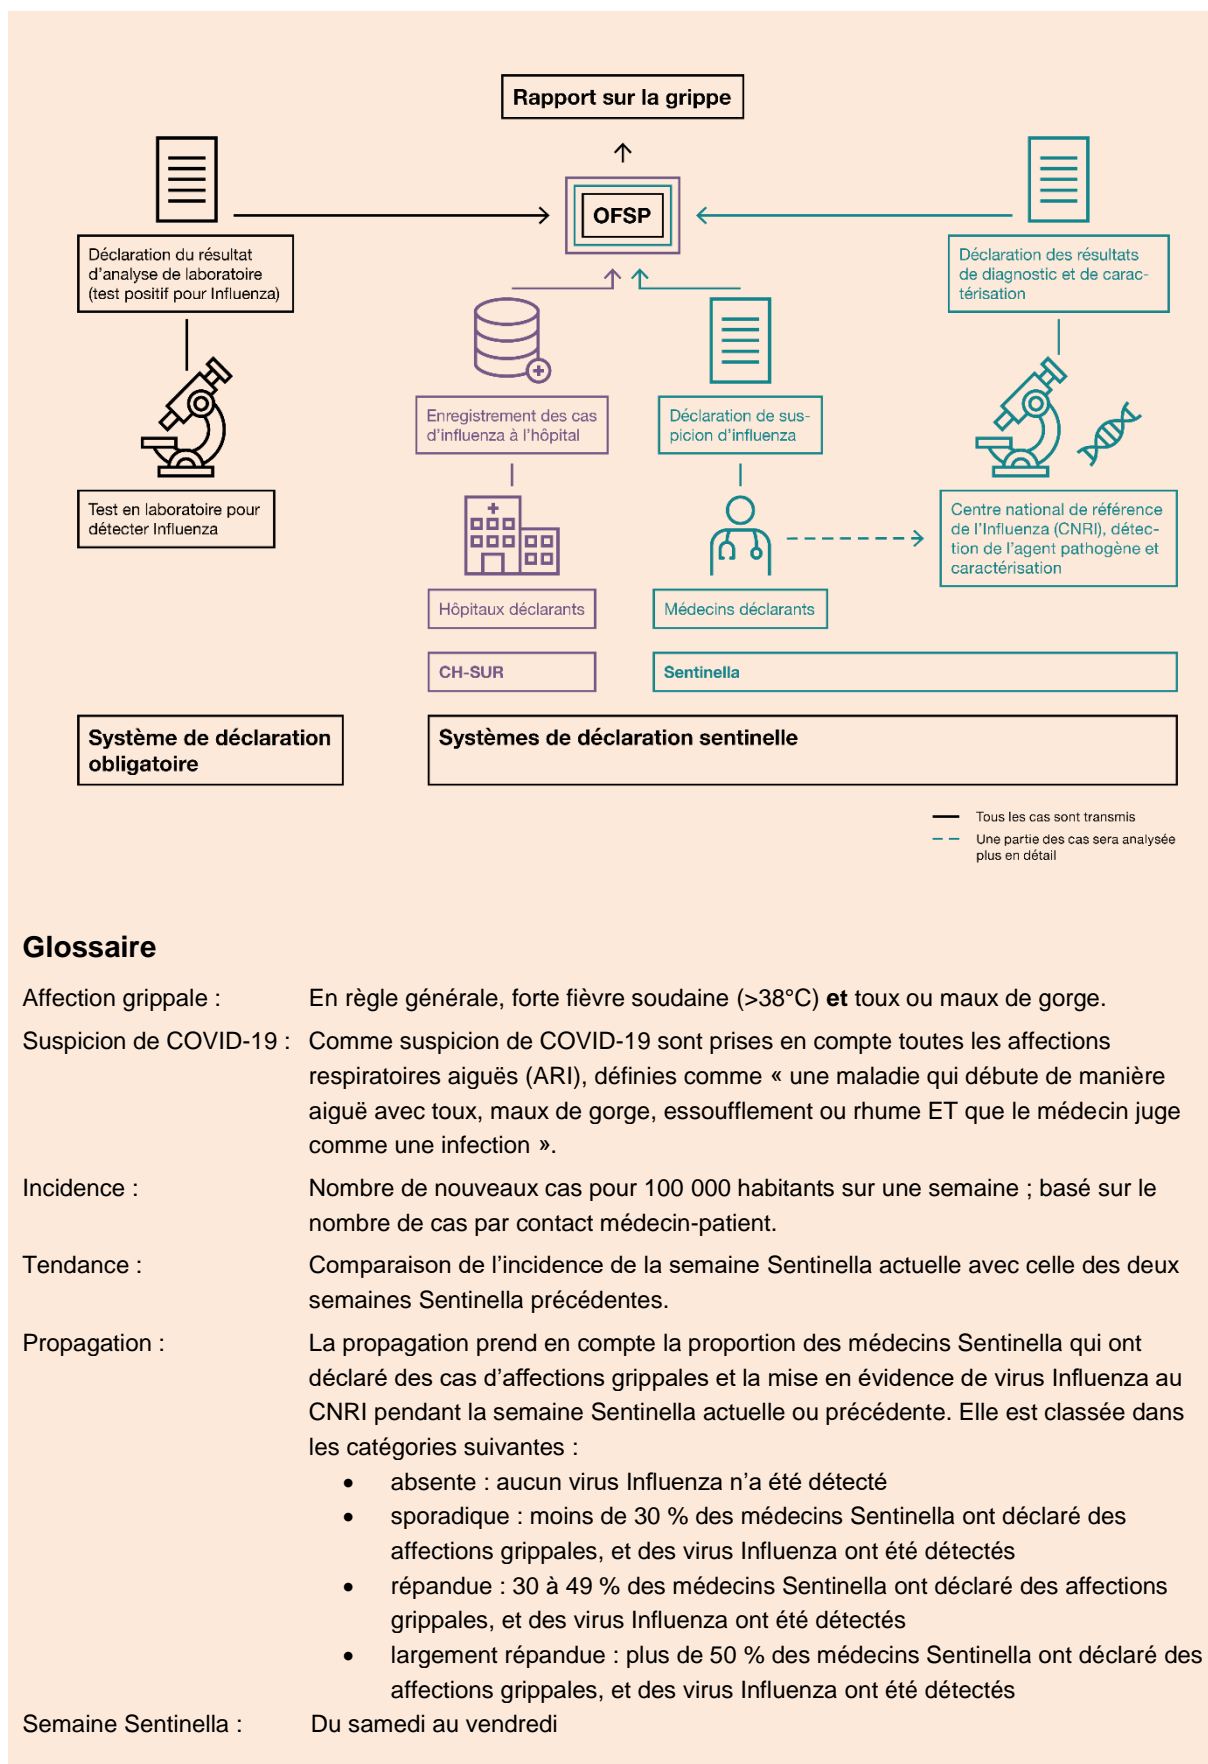 Rapport sur la grippe
OFSP
Déclaration du résultat
d'analyse de laboratoire
(test positif pour Influenza)
Déclaration des résultats
de diagnostic et de carac-
térisation
Enregistrement des cas
d'influenza à l'hôpital
Déclaration de sus-
picion d'influenza
Test en laboratoire pour
détecter Influenza
Centre national de référence
de l'Influenza (CNRI), détec-
tion de l'agent pathogène et
caractérisation
Hôpitaux déclarants
Médecins déclarants
CH-SUR
Sentinella
Système de déclaration
obligatoire
Systèmes de déclaration sentinelle
Tous les cas sont transmis
Une partie des cas sera analysée
plus en détail
Glossaire
Affection grippale : En règle générale, forte fièvre soudaine (>38°C) et toux ou maux de gorge.
Suspicion de COVID-19 : Comme suspicion de COVID-19 sont prises en compte toutes les affections
respiratoires aiguës (ARI), définies comme « une maladie qui débute de manière
aiguë avec toux, maux de gorge, essoufflement ou rhume ET que le médecin juge
comme une infection ».
Incidence : Nombre de nouveaux cas pour 100 000 habitants sur une semaine ; basé sur le
nombre de cas par contact médecin-patient.
Tendance : Comparaison de l'incidence de la semaine Sentinella actuelle avec celle des deux
semaines Sentinella précédentes.
Propagation : La propagation prend en compte la proportion des médecins Sentinella qui ont
déclaré des cas d'affections grippales et la mise en évidence de virus Influenza au
CNRI pendant la semaine Sentinella actuelle ou précédente. Elle est classée dans
les catégories suivantes :
• absente : aucun virus Influenza n'a été détecté
• sporadique : moins de 30 % des médecins Sentinella ont déclaré des
affections grippales, et des virus Influenza ont été détectés
• répandue : 30 à 49 % des médecins Sentinella ont déclaré des affections
grippales, et des virus Influenza ont été détectés
• largement répandue : plus de 50 % des médecins Sentinella ont déclaré des
affections grippales, et des virus Influenza ont été détectés
Semaine Sentinella : Du samedi au vendredi